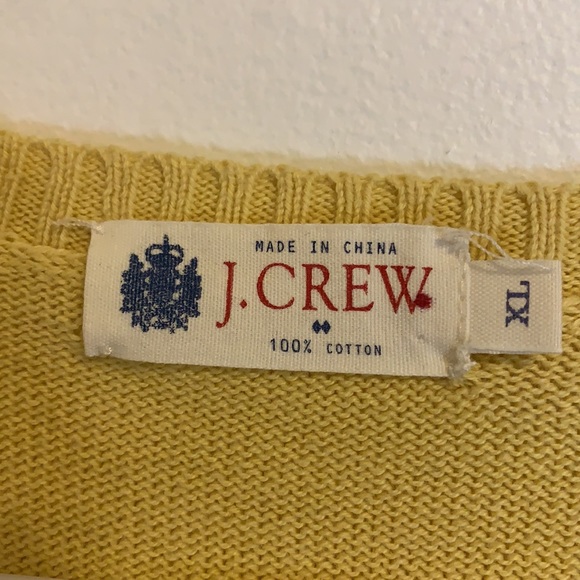 MADE IN CHINA
J.CREW
100% COTTON
XL